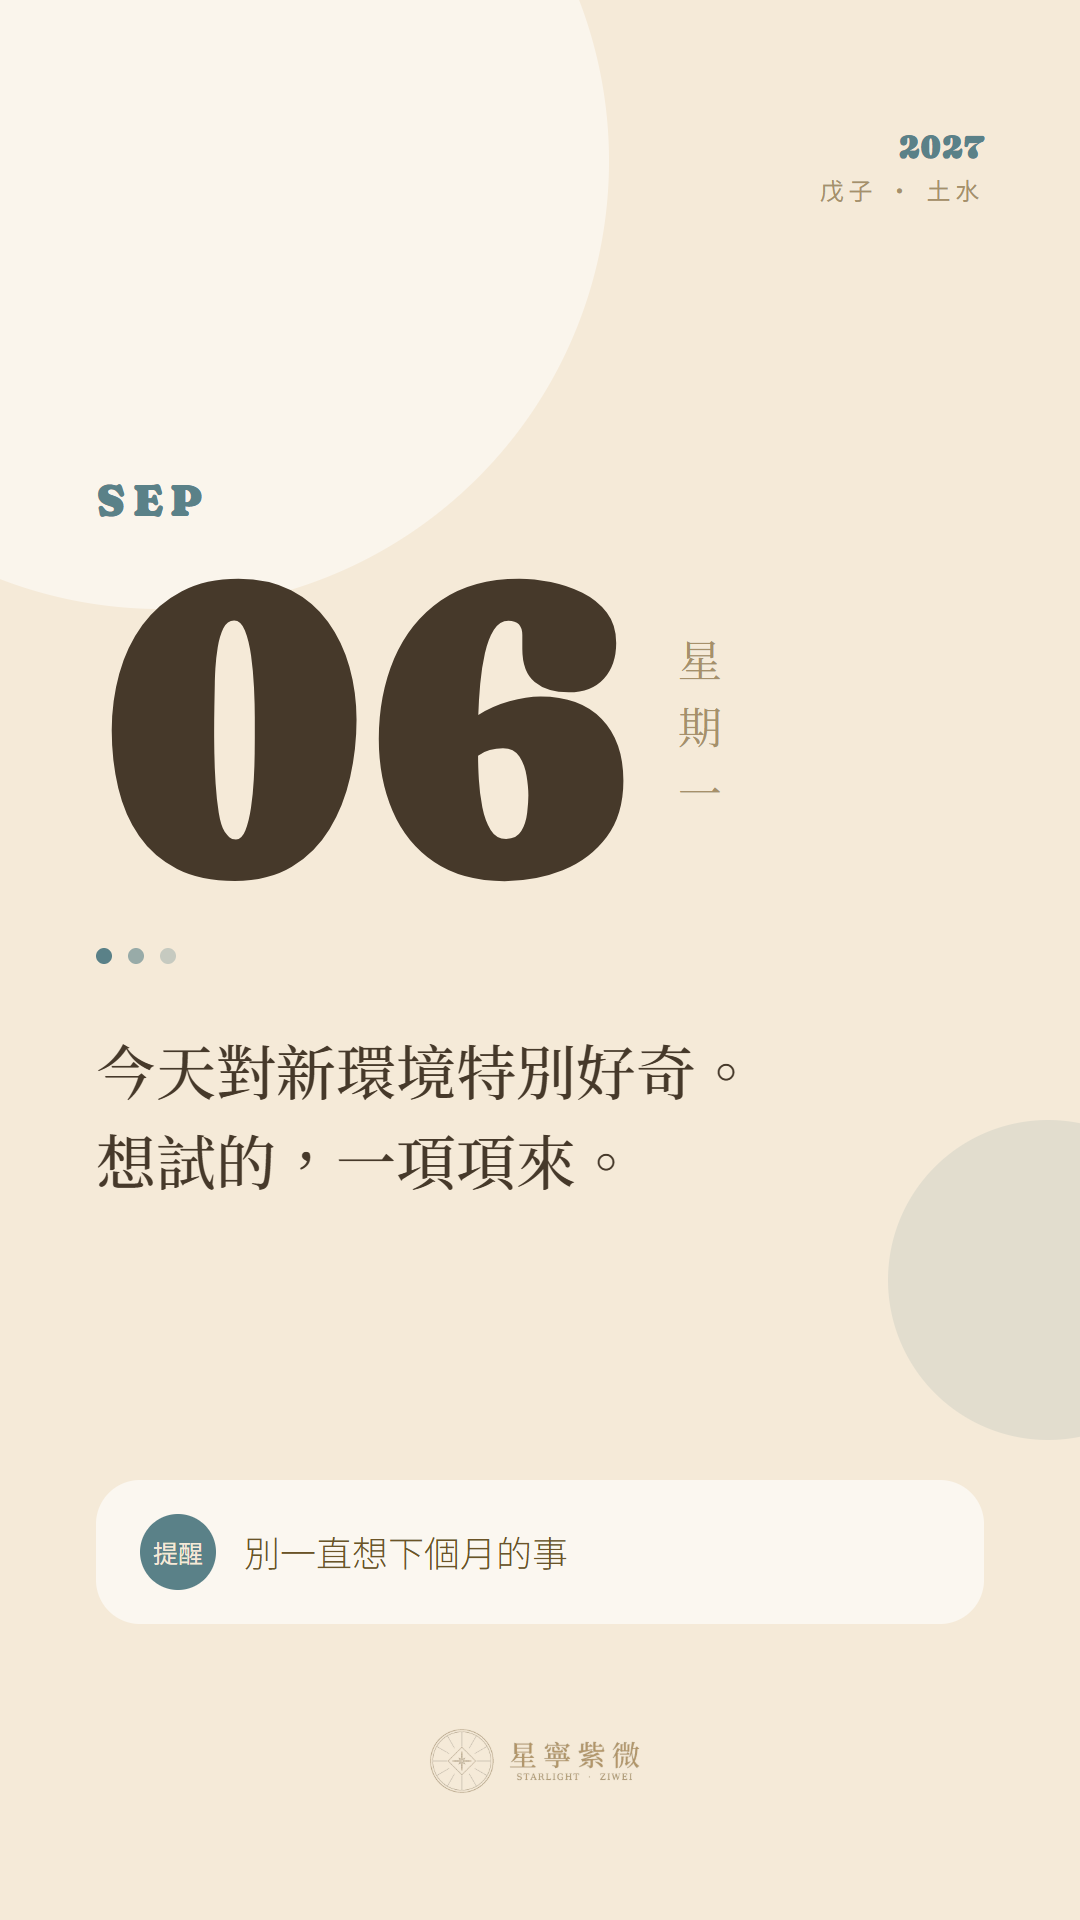 2027
戊子 · 土水
SEP
06
星期一
今天對新環境特別好奇。
想試的，一項項來。
提醒
別一直想下個月的事
星寧紫微
STARLIGHT · ZIWEI